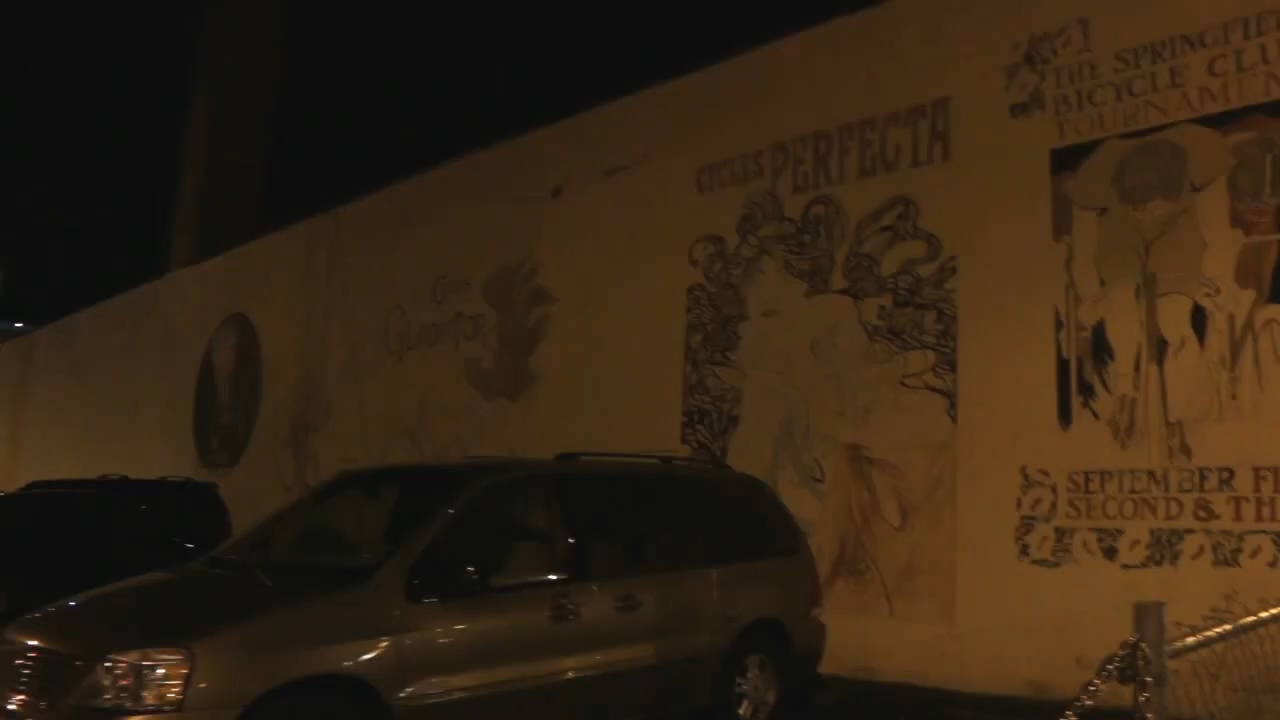 CYCLES PERFECTA
THE SPRINGFIE
BICYCLE CLU
TOURNAMEN
SEPTEMBER FI
SECOND & TH